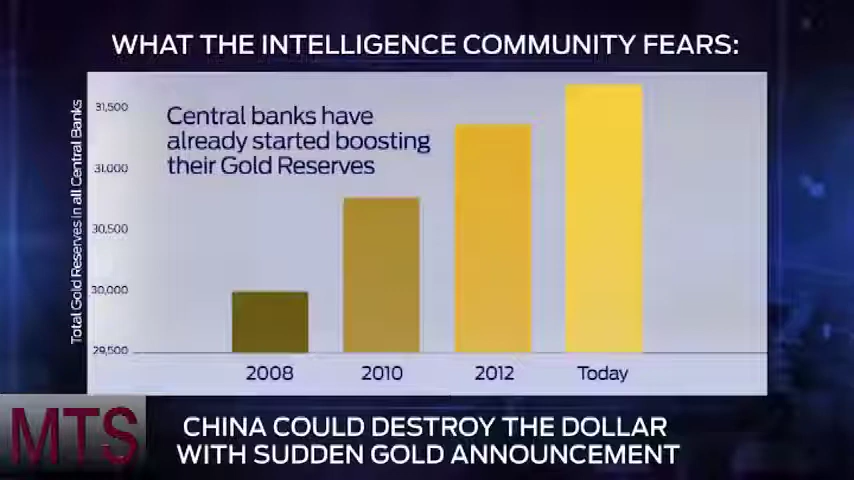 WHAT THE INTELLIGENCE COMMUNITY FEARS:
Total Gold Reserves in all Central Banks
Central banks have
already started boosting
their Gold Reserves
31,500
31,000
30,500
30,000
29,500
2008
2010
2012
Today
MTS
CHINA COULD DESTROY THE DOLLAR
WITH SUDDEN GOLD ANNOUNCEMENT